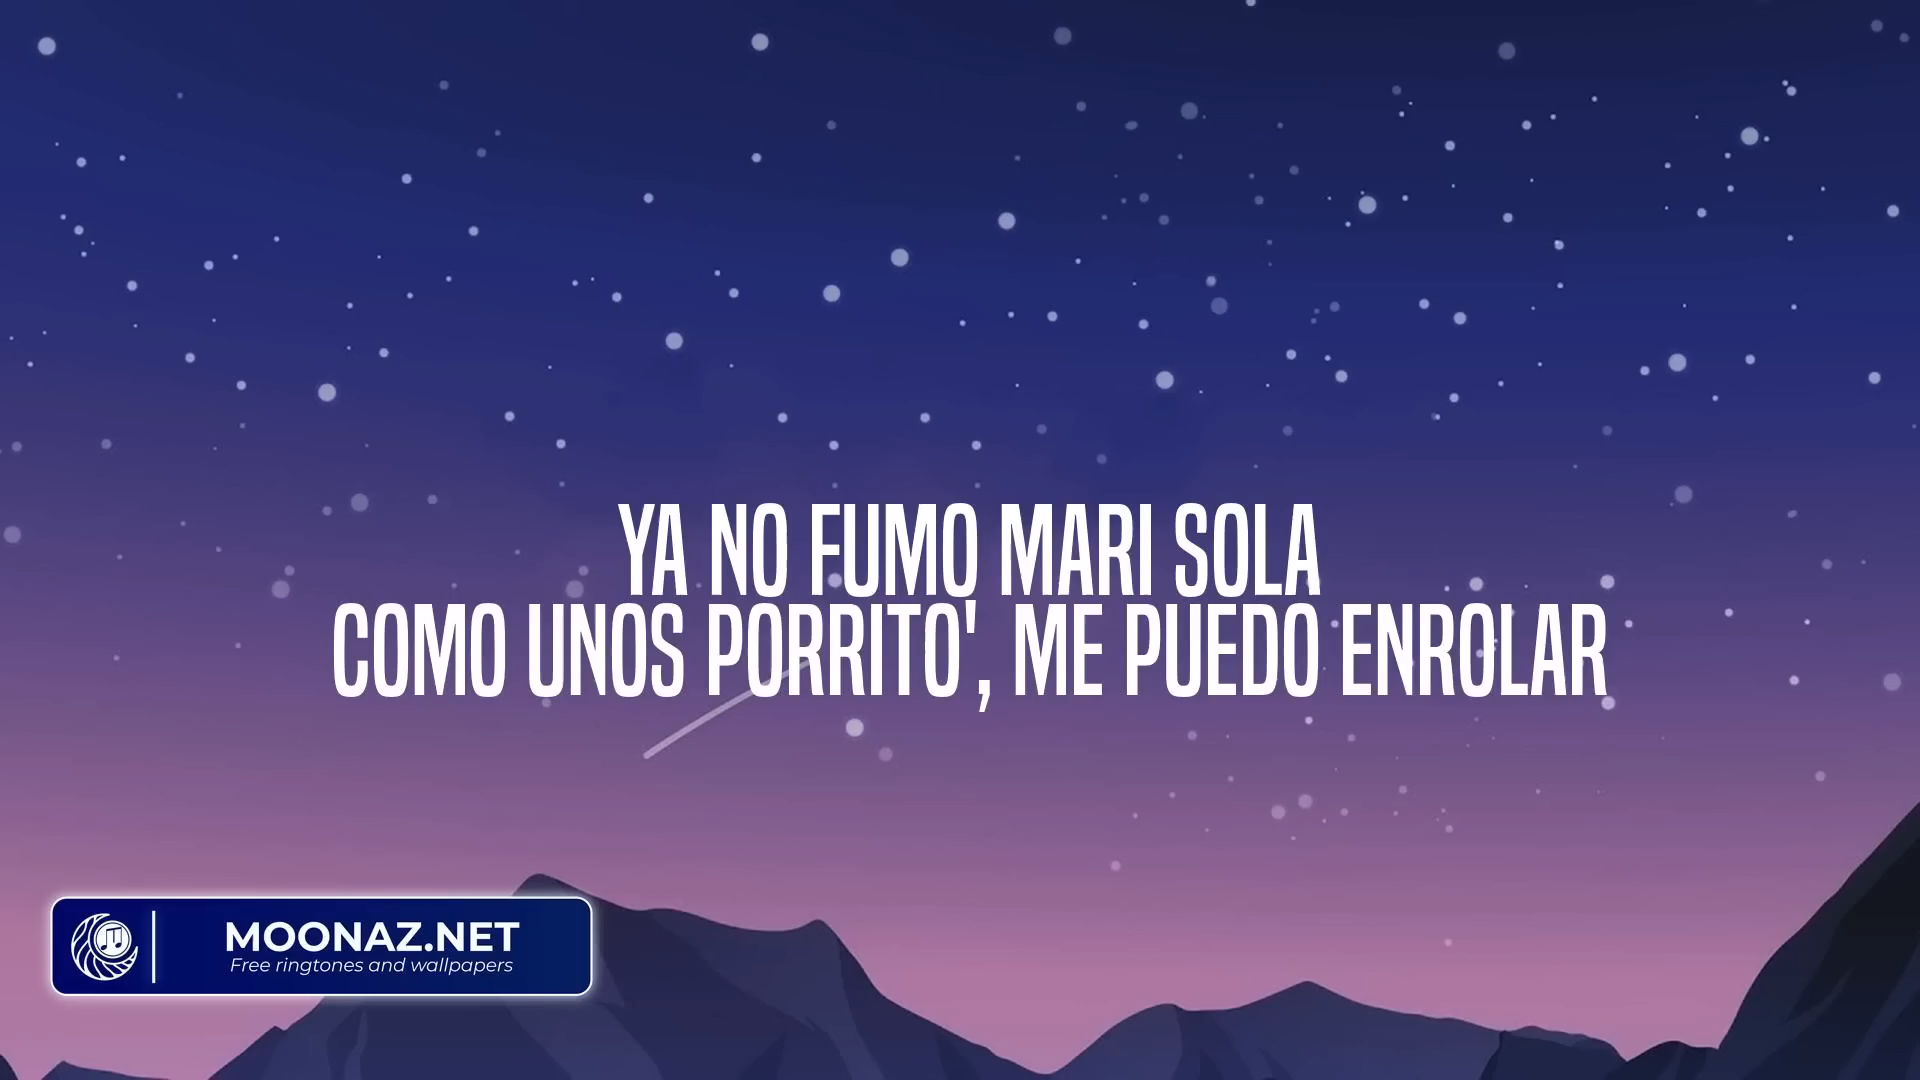 YA NO FUMO MARI SOLA
COMO UNOS PORRITO', ME PUEDO ENROLAR
MOONAZ.NET
Free ringtones and wallpapers